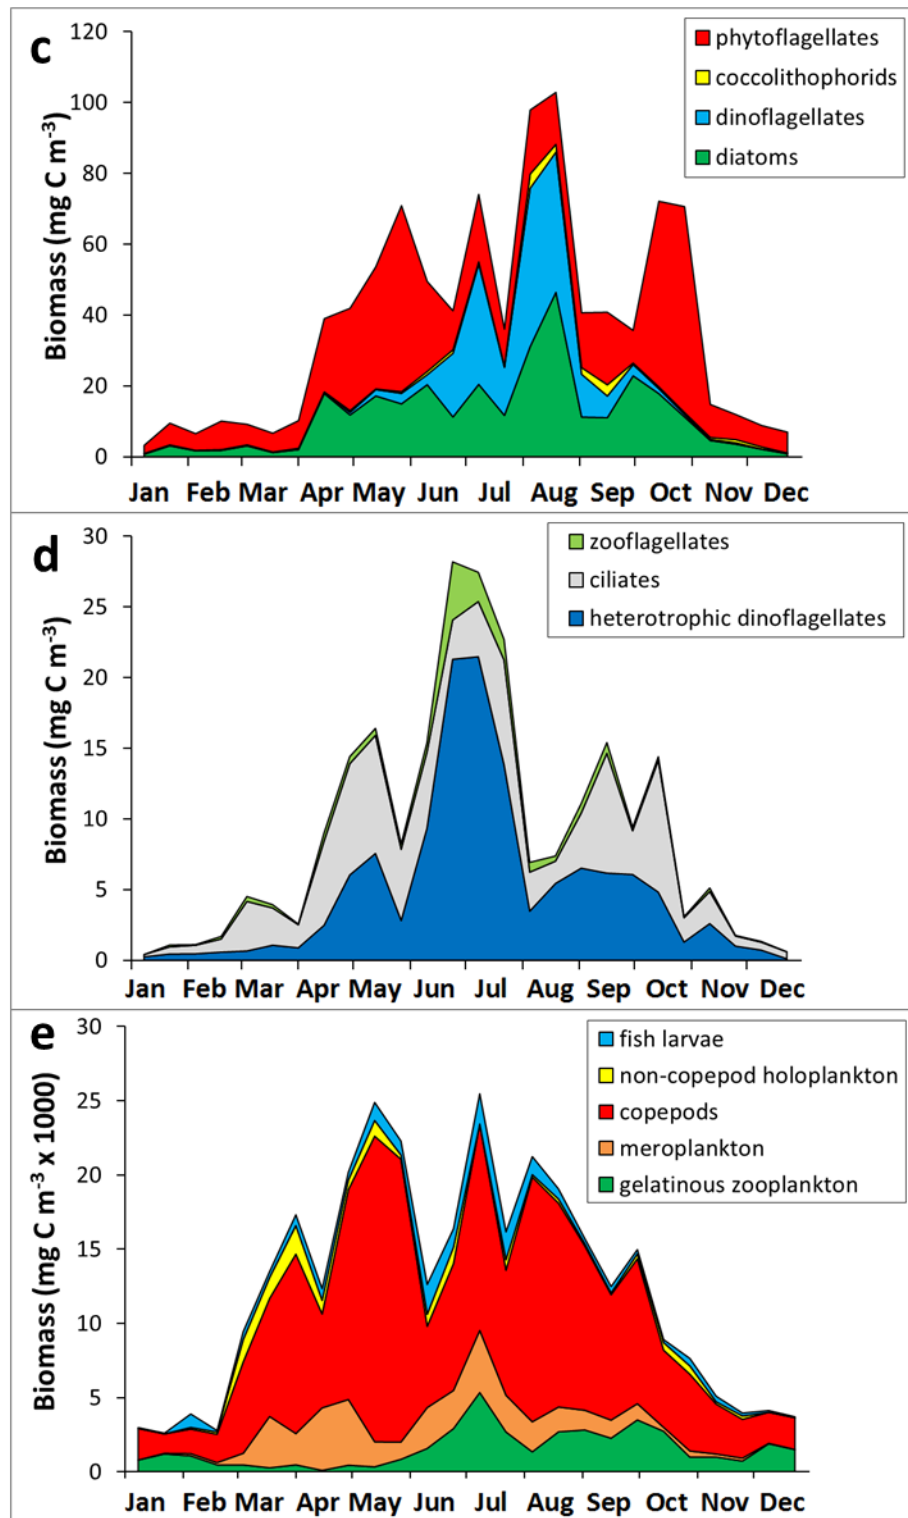 c
120
100
80
60
40
20
0
Biomass (mg C m-3)
phytoflagellates
coccolithophorids
dinoflagellates
diatoms
Jan Feb Mar Apr May Jun Jul Aug Sep Oct Nov Dec
d
30
25
20
15
10
5
0
Biomass (mg C m-3)
zooflagellates
ciliates
heterotrophic dinoflagellates
Jan Feb Mar Apr May Jun Jul Aug Sep Oct Nov Dec
e
30
25
20
15
10
5
0
Biomass (mg C m-3 x 1000)
fish larvae
non-copepod holoplankton
copepods
meroplankton
gelatinous zooplankton
Jan Feb Mar Apr May Jun Jul Aug Sep Oct Nov Dec